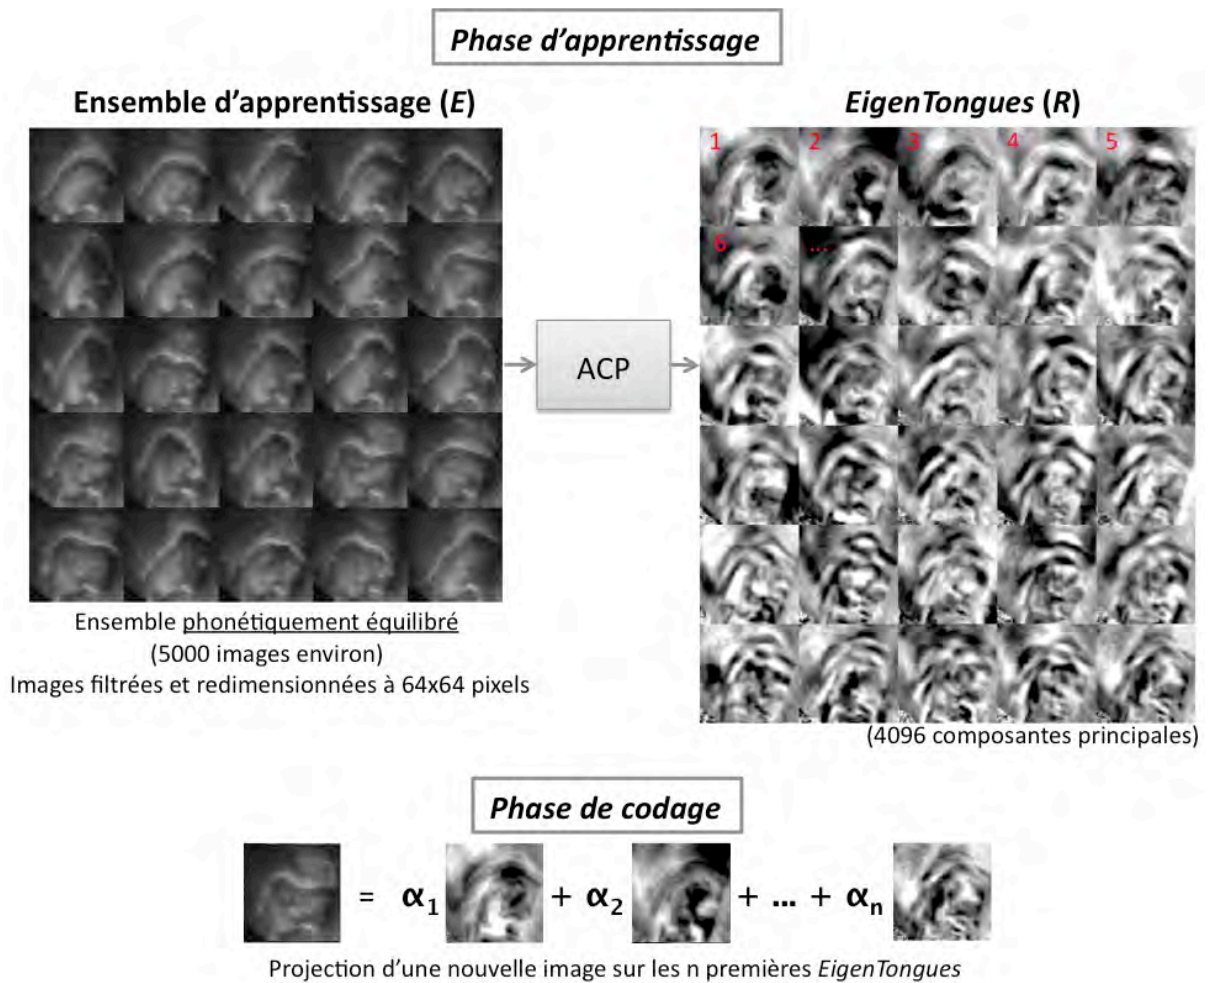 Phase d'apprentissage
Ensemble d'apprentissage (E)
EigenTongues (R)
1 2 3 4 5
6 ....
ACP
Ensemble phonétiquement équilibré
(5000 images environ)
Images filtrées et redimensionnées à 64x64 pixels
(4096 composantes principales)
Phase de codage
= α1 + α2 + ... + αn
Projection d'une nouvelle image sur les n premières EigenTongues